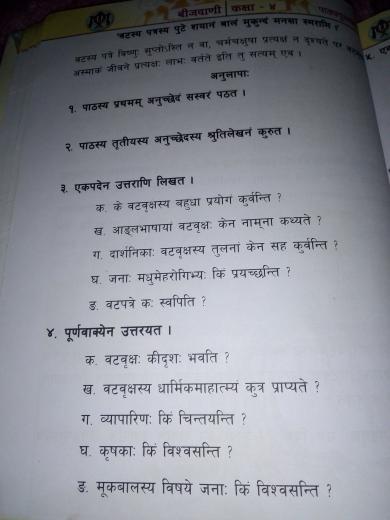 बीजवाणी कक्षा - ४
'वटस्य पत्रस्य पुटे शयानं बालं मुकुन्दं मनसा स्मरामि ।'
वटस्य पत्रे विष्णुः सुप्तोऽस्ति न वा, चर्मचक्षुषा प्रत्यक्षं न दृश्यते परं
अस्माकं जीवने प्रत्यक्षः लाभः वर्तते इति तु सत्यम् एव ।
अनुलापाः
१. पाठस्य प्रथमम् अनुच्छेदं सस्वरं पठत ।
२. पाठस्य तृतीयस्य अनुच्छेदस्य श्रुतिलेखनं कुरुत ।
३. एकपदेन उत्तराणि लिखत ।
क. के वटवृक्षस्य बहुधा प्रयोगं कुर्वन्ति ?
ख. आङ्लभाषायां वटवृक्षः केन नाम्ना कथ्यते ?
ग. दार्शनिकाः वटवृक्षस्य तुलनां केन सह कुर्वन्ति ?
घ. जनाः मधुमेहरोगिभ्यः किं प्रयच्छन्ति ?
ङ. वटपत्रे कः स्वपिति ?
४. पूर्णवाक्येन उत्तरयत ।
क. वटवृक्षः कीदृशः भवति ?
ख. वटवृक्षस्य धार्मिकमाहात्म्यं कुत्र प्राप्यते ?
ग. व्यापारिणः किं चिन्तयन्ति ?
घ. कृषकाः किं विश्वसन्ति ?
ङ. मूकबालस्य विषये जनाः किं विश्वसन्ति ?